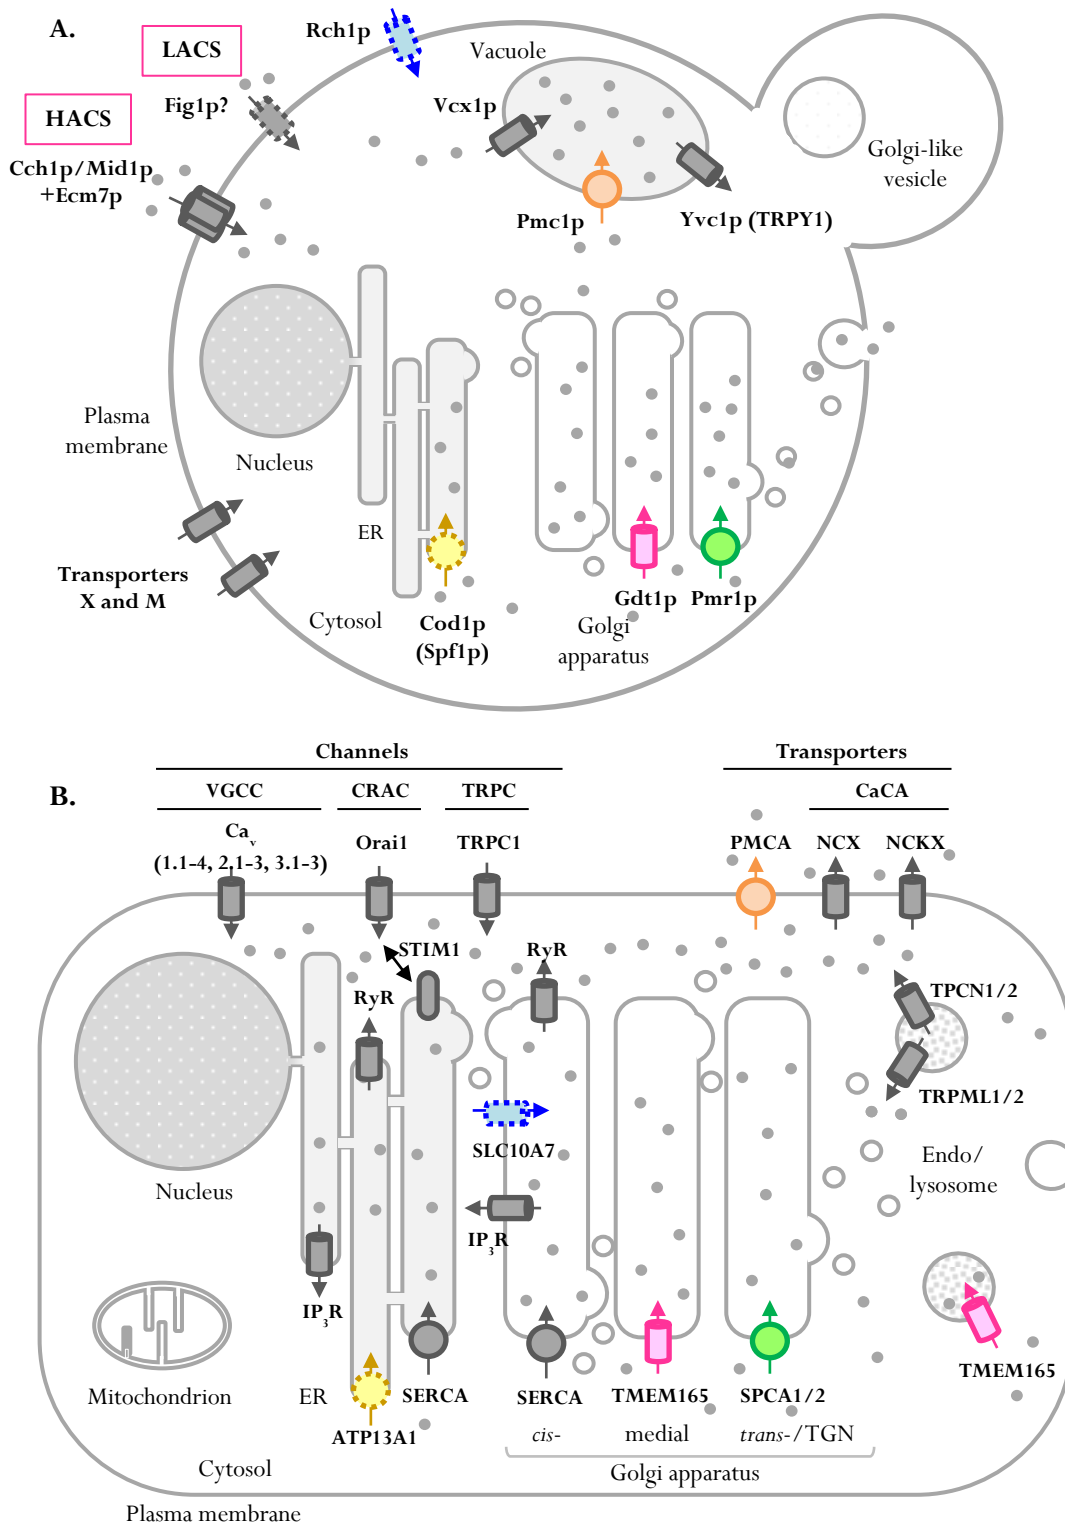 A.
LACS
Rch1p
Vacuole
HACS
Fig1p?
Vcx1p
Cch1p/Mid1p
+Ecm7p
Golgi-like
vesicle
Pmc1p
Yvc1p (TRPY1)
Plasma
membrane
Nucleus
ER
Transporters
X and M
Cytosol
Cod1p
(Spf1p)
Gdt1p
Pmr1p
Golgi
apparatus
Channels
Transporters
B.
VGCC
CRAC
TRPC
CaCA
Cav
(1.1-4, 2.1-3, 3.1-3)
Orai1
TRPC1
PMCA
NCX
NCKX
STIM1
RyR
RyR
TPCN1/2
TRPML1/2
SLC10A7
Nucleus
Endo/
lysosome
IP3R
IP3R
Mitochondrion
ER
SERCA
SERCA
TMEM165
SPCA1/2
TMEM165
ATP13A1
cis-
medial
trans-/TGN
Cytosol
Golgi apparatus
Plasma membrane